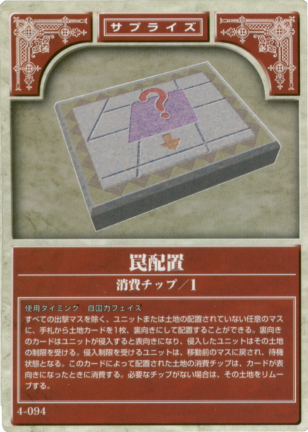 サプライズ
?
罠配置
消費チップ/1
使用タイミング 自国力フェイズ
すべての出撃マスを除く、ユニットまたは土地の配置されていない任意のマス
に、手札から土地カードを1枚、裏向きにして配置することができる。裏向き
のカードはユニットが侵入すると表向きになり、侵入したユニットはその土地
の制限を受ける。侵入制限を受けるユニットは、移動前のマスに戻され、待機
状態となる。このカードによって配置された土地の消費チップは、カードが表
向きになったときに消費する。必要なチップがない場合は、その土地をリムー
ブする。
4-094